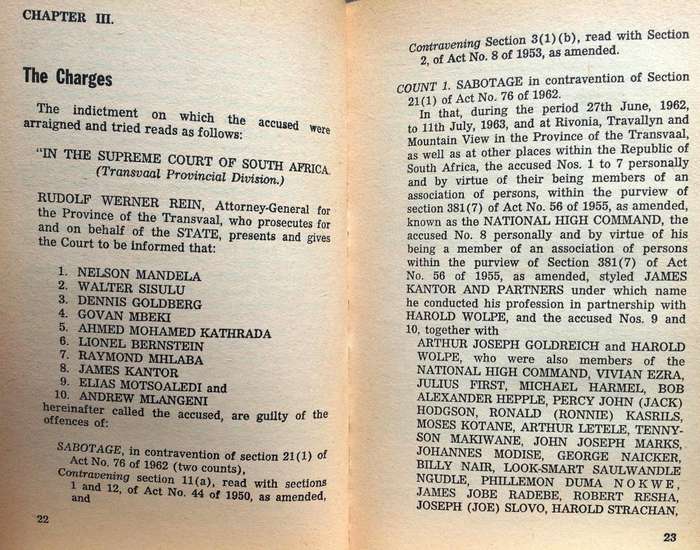 CHAPTER III.
The Charges
The indictment on which the accused were
arraigned and tried reads as follows:
"IN THE SUPREME COURT OF SOUTH AFRICA.
(Transvaal Provincial Division.)
RUDOLF WERNER REIN, Attorney-General for
the Province of the Transvaal, who prosecutes for
and on behalf of the STATE, presents and gives
the Court to be informed that:
1. NELSON MANDELA
2. WALTER SISULU
3. DENNIS GOLDBERG
4. GOVAN MBEKI
5. AHMED MOHAMED KATHRADA
6. LIONEL BERNSTEIN
7. RAYMOND MHLABA
8. JAMES KANTOR
9. ELIAS MOTSOALEDI and
10. ANDREW MLANGENI
hereinafter called the accused, are guilty of the
offences of:
SABOTAGE, in contravention of section 21(1) of
Act No. 76 of 1962 (two counts),
Contravening section 11(a), read with sections
1 and 12, of Act No. 44 of 1950, as amended,
and
22
Contravening Section 3(1)(b), read with Section
2, of Act No. 8 of 1953, as amended.
COUNT 1. SABOTAGE in contravention of Section
21(1) of Act No. 76 of 1962.
In that, during the period 27th June, 1962,
to 11th July, 1963, and at Rivonia, Travallyn and
Mountain View in the Province of the Transvaal,
as well as at other places within the Republic of
South Africa, the accused Nos. 1 to 7 personally
and by virtue of their being members of an
association of persons, within the purview of
section 381(7) of Act No. 56 of 1955, as amended,
known as the NATIONAL HIGH COMMAND, the
accused No. 8 personally and by virtue of his
being a member of an association of persons
within the purview of Section 381(7) of Act
No. 56 of 1955, as amended, styled JAMES
KANTOR AND PARTNERS under which name
he conducted his profession in partnership with
HAROLD WOLPE, and the accused Nos. 9 and
10, together with
ARTHUR JOSEPH GOLDREICH and HAROLD
WOLPE, who were also members of the
NATIONAL HIGH COMMAND, VIVIAN EZRA,
JULIUS FIRST, MICHAEL HARMEL, BOB
ALEXANDER HEPPLE, PERCY JOHN (JACK)
HODGSON, RONALD (RONNIE) KASRILS,
MOSES KOTANE, ARTHUR LETELE, TENNY-
SON MAKIWANE, JOHN JOSEPH MARKS,
JOHANNES MODISE, GEORGE NAICKER,
BILLY NAIR, LOOK-SMART SAULWANDLE
NGUDLE, PHILLEMON DUMA NOKWE,
JAMES JOBE RADEBE, ROBERT RESHA,
JOSEPH (JOE) SLOVO, HAROLD STRACHAN,
23